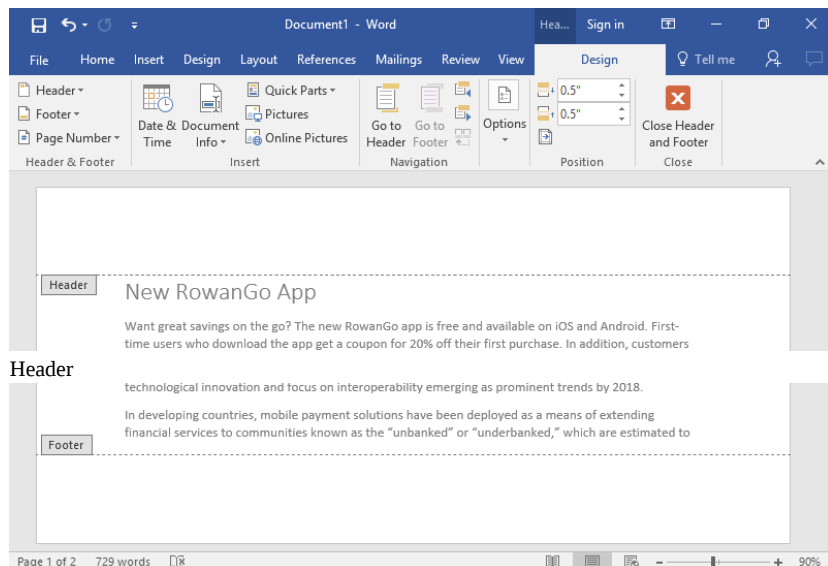 Document1 - Word
Hea... Sign in
File Home Insert Design Layout References Mailings Review View Design Tell me
Header
Footer
Page Number
Header & Footer
Date & Time
Document Info
Quick Parts
Pictures
Online Pictures
Insert
Go to Header
Go to Footer
Navigation
Options
0.5"
0.5"
Position
Close Header and Footer
Close
Header
New RowanGo App
Want great savings on the go? The new RowanGo app is free and available on iOS and Android. First-
time users who download the app get a coupon for 20% off their first purchase. In addition, customers
Header
technological innovation and focus on interoperability emerging as prominent trends by 2018.
In developing countries, mobile payment solutions have been deployed as a means of extending
financial services to communities known as the “unbanked” or “underbanked,” which are estimated to
Footer
Page 1 of 2 729 words 90%